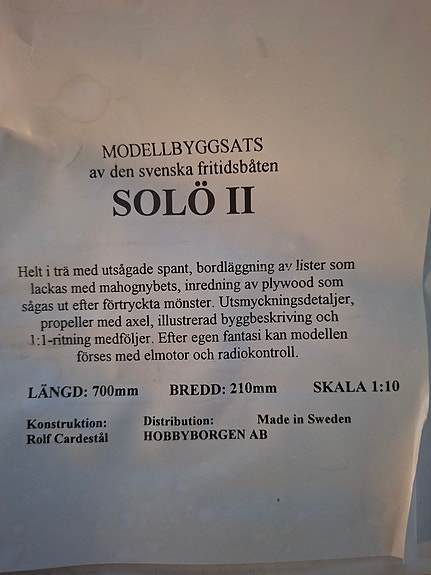 MODELLBYGGSATS
av den svenska fritidsbåten
SOLÖ II
Helt i trä med utsågade spant, bordläggning av lister som
lackas med mahognybets, inredning av plywood som
sågas ut efter förtryckta mönster. Utsmyckningsdetaljer,
propeller med axel, illustrerad byggbeskriving och
1:1-ritning medföljer. Efter egen fantasi kan modellen
förses med elmotor och radiokontroll.
LÄNGD: 700mm BREDD: 210mm SKALA 1:10
Konstruktion: Distribution: Made in Sweden
Rolf Cardestål HOBBYBORGEN AB